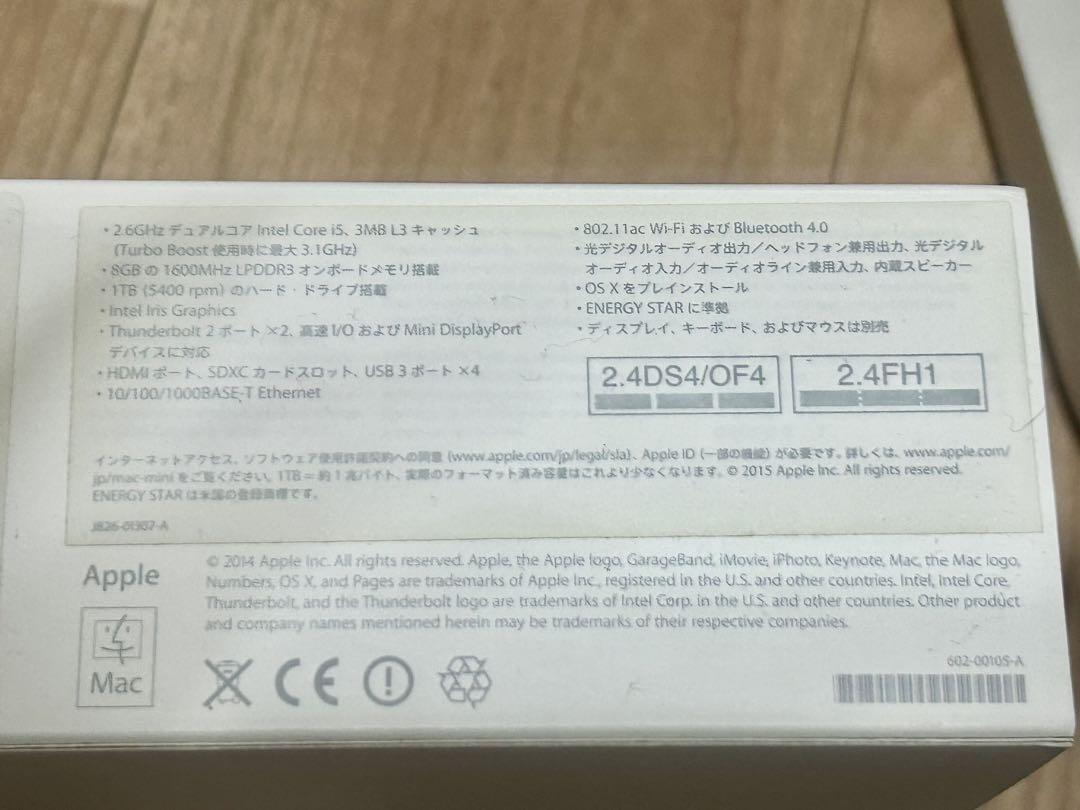 ・2.6GHz デュアルコア Intel Core i5、3MB L3 キャッシュ
(Turbo Boost 使用時に最大 3.1GHz)
・8GB の 1600MHz LPDDR3 オンボードメモリ搭載
・1TB (5400 rpm) のハード・ドライブ搭載
・Intel Iris Graphics
・Thunderbolt 2 ポート ×2、高速 I/O および Mini DisplayPort
デバイスに対応
・HDMI ポート、SDXC カードスロット、USB 3 ポート ×4
・10/100/1000BASE-T Ethernet
・802.11ac Wi-Fi および Bluetooth 4.0
・光デジタルオーディオ出力／ヘッドフォン兼用出力、光デジタル
オーディオ入力／オーディオライン兼用入力、内蔵スピーカー
・OS X をプレインストール
・ENERGY STAR に準拠
・ディスプレイ、キーボード、およびマウスは別売
2.4DS4/OF4
2.4FH1
インターネットアクセス、ソフトウェア使用許諾契約への同意 (www.apple.com/jp/legal/sla)、Apple ID (一部の機能) が必要です。詳しくは、www.apple.com/
jp/mac-mini をご覧ください。1TB = 約 1 兆バイト、実際のフォーマット済み容量はこれより少なくなります。© 2015 Apple Inc. All rights reserved.
ENERGY STAR は米国の登録商標です。
JB26-01307-A
© 2014 Apple Inc. All rights reserved. Apple, the Apple logo, GarageBand, iMovie, iPhoto, Keynote, Mac, the Mac logo,
Numbers, OS X, and Pages are trademarks of Apple Inc., registered in the U.S. and other countries. Intel, Intel Core,
Thunderbolt, and the Thunderbolt logo are trademarks of Intel Corp. in the U.S. and other countries. Other product
and company names mentioned herein may be trademarks of their respective companies.
Apple
Mac
CE
602-00105-A